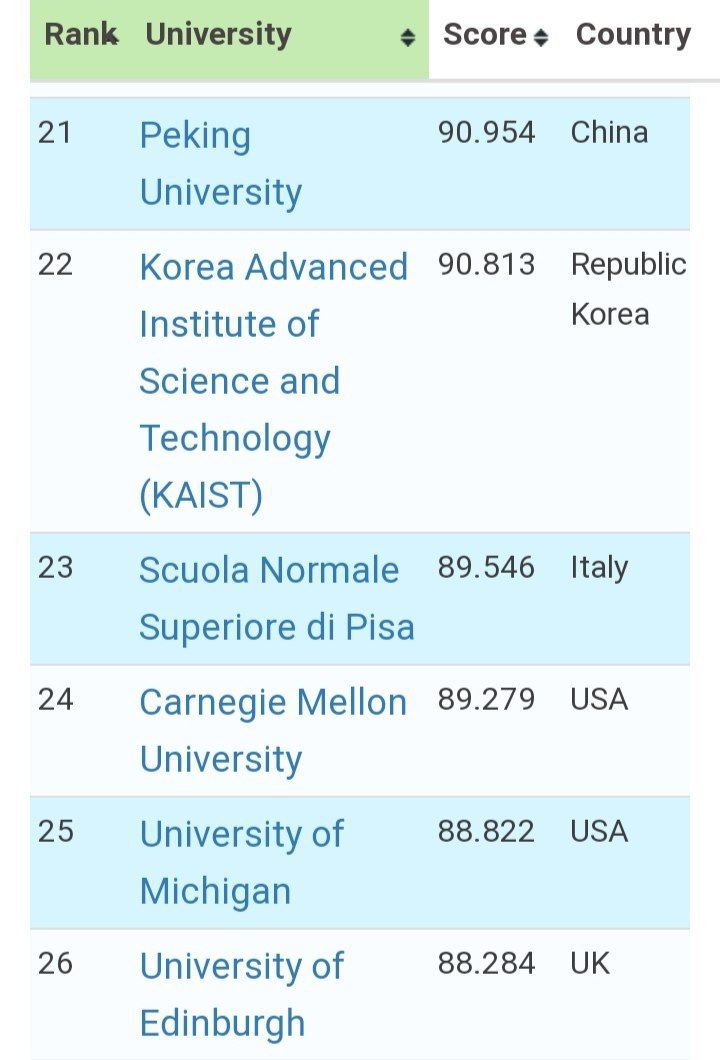 Rank University Score Country
21 Peking 90.954 China
University
22 Korea Advanced 90.813 Republic
Institute of Korea
Science and
Technology
(KAIST)
23 Scuola Normale 89.546 Italy
Superiore di Pisa
24 Carnegie Mellon 89.279 USA
University
25 University of 88.822 USA
Michigan
26 University of 88.284 UK
Edinburgh